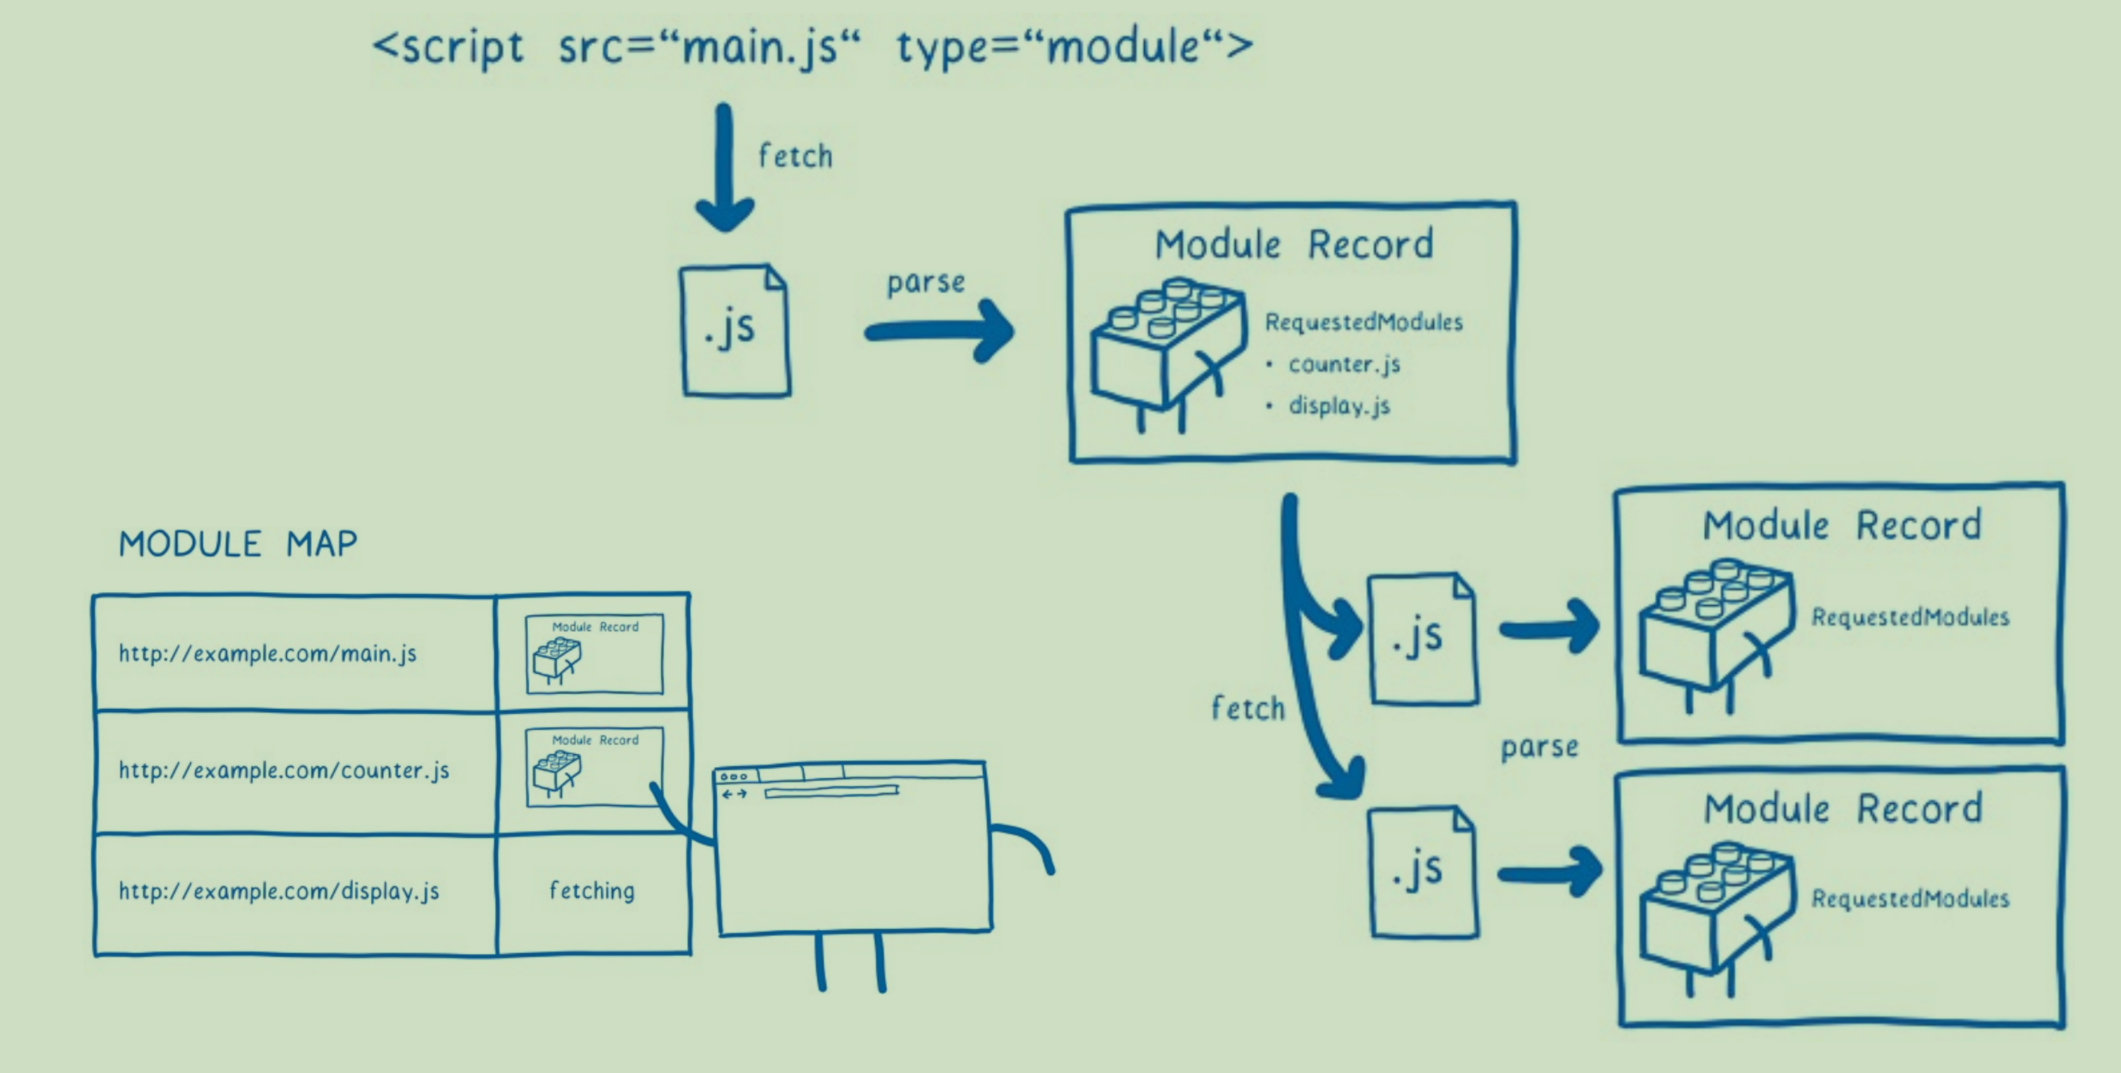 <script src=“main.js“ type=“module“>
fetch
.js
parse
Module Record
RequestedModules
• counter.js
• display.js
fetch
.js
.js
parse
Module Record
RequestedModules
Module Record
RequestedModules
MODULE MAP
http://example.com/main.js
Module Record
http://example.com/counter.js
Module Record
http://example.com/display.js
fetching